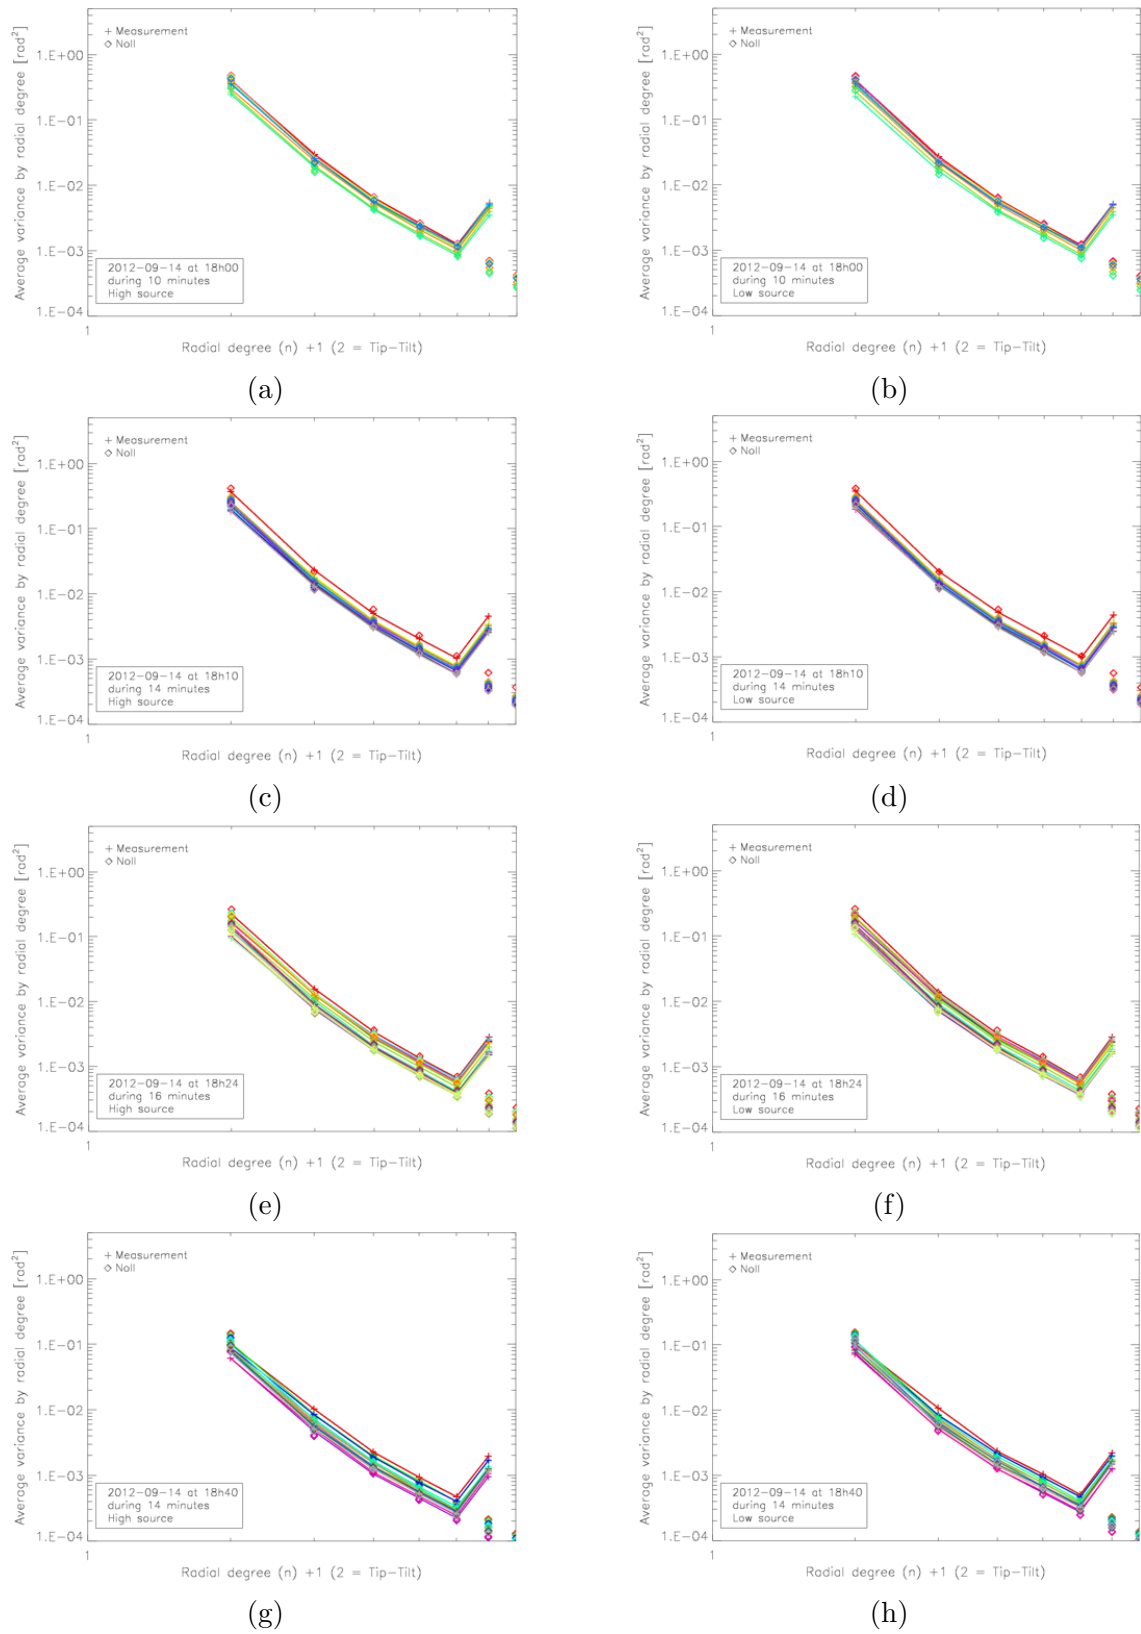 Average variance by radial degree [rad²]
+ Measurement
◇ Noll
1.E+00
1.E-01
1.E-02
1.E-03
1.E-04
2012-09-14 at 18h00
during 10 minutes
High source
1
Radial degree (n) +1 (2 = Tip-Tilt)
(a)
Average variance by radial degree [rad²]
+ Measurement
◇ Noll
1.E+00
1.E-01
1.E-02
1.E-03
1.E-04
2012-09-14 at 18h00
during 10 minutes
Low source
1
Radial degree (n) +1 (2 = Tip-Tilt)
(b)
Average variance by radial degree [rad²]
+ Measurement
◇ Noll
1.E+00
1.E-01
1.E-02
1.E-03
1.E-04
2012-09-14 at 18h10
during 14 minutes
High source
1
Radial degree (n) +1 (2 = Tip-Tilt)
(c)
Average variance by radial degree [rad²]
+ Measurement
◇ Noll
1.E+00
1.E-01
1.E-02
1.E-03
1.E-04
2012-09-14 at 18h10
during 14 minutes
Low source
1
Radial degree (n) +1 (2 = Tip-Tilt)
(d)
Average variance by radial degree [rad²]
+ Measurement
◇ Noll
1.E+00
1.E-01
1.E-02
1.E-03
1.E-04
2012-09-14 at 18h24
during 16 minutes
High source
1
Radial degree (n) +1 (2 = Tip-Tilt)
(e)
Average variance by radial degree [rad²]
+ Measurement
◇ Noll
1.E+00
1.E-01
1.E-02
1.E-03
1.E-04
2012-09-14 at 18h24
during 16 minutes
Low source
1
Radial degree (n) +1 (2 = Tip-Tilt)
(f)
Average variance by radial degree [rad²]
+ Measurement
◇ Noll
1.E+00
1.E-01
1.E-02
1.E-03
1.E-04
2012-09-14 at 18h40
during 14 minutes
High source
1
Radial degree (n) +1 (2 = Tip-Tilt)
(g)
Average variance by radial degree [rad²]
+ Measurement
◇ Noll
1.E+00
1.E-01
1.E-02
1.E-03
1.E-04
2012-09-14 at 18h40
during 14 minutes
Low source
1
Radial degree (n) +1 (2 = Tip-Tilt)
(h)